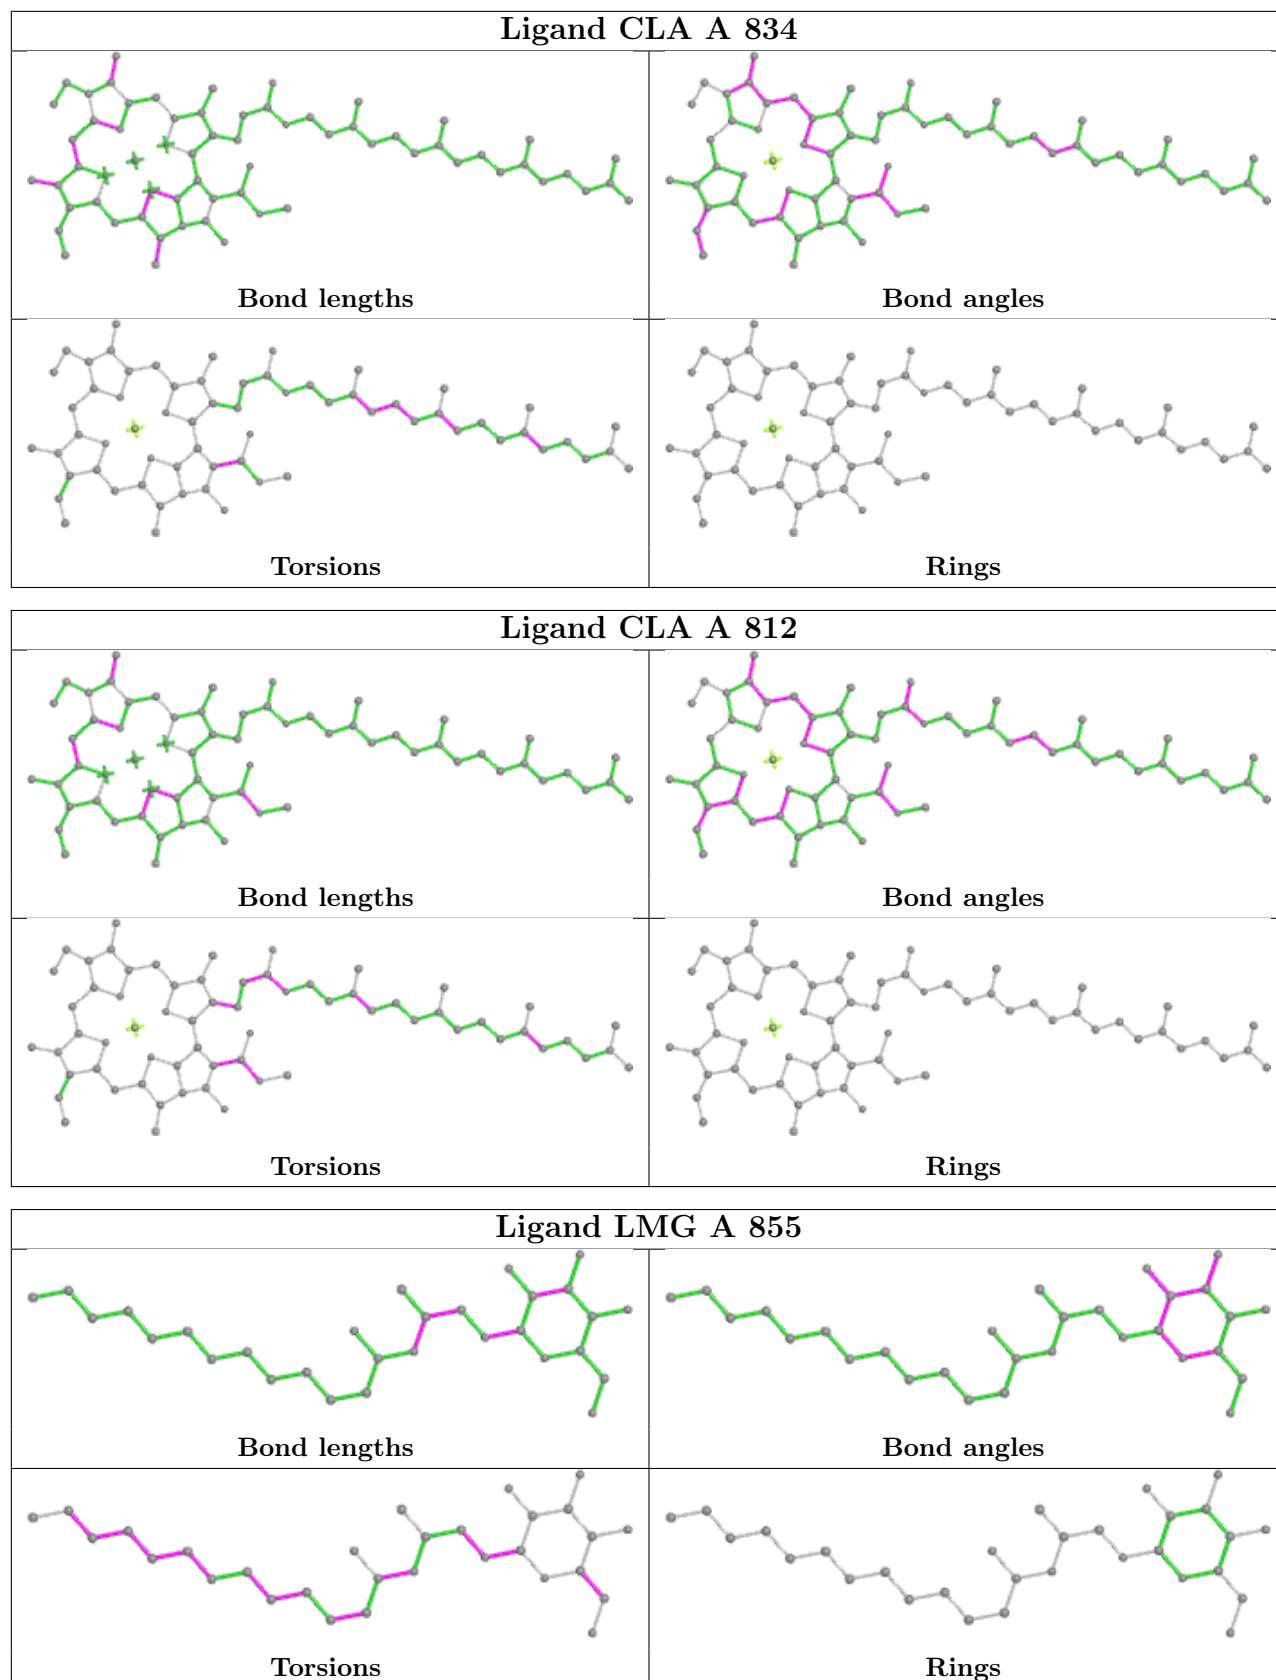 Ligand CLA A 834
Bond lengths
Bond angles
Torsions
Rings
Ligand CLA A 812
Bond lengths
Bond angles
Torsions
Rings
Ligand LMG A 855
Bond lengths
Bond angles
Torsions
Rings